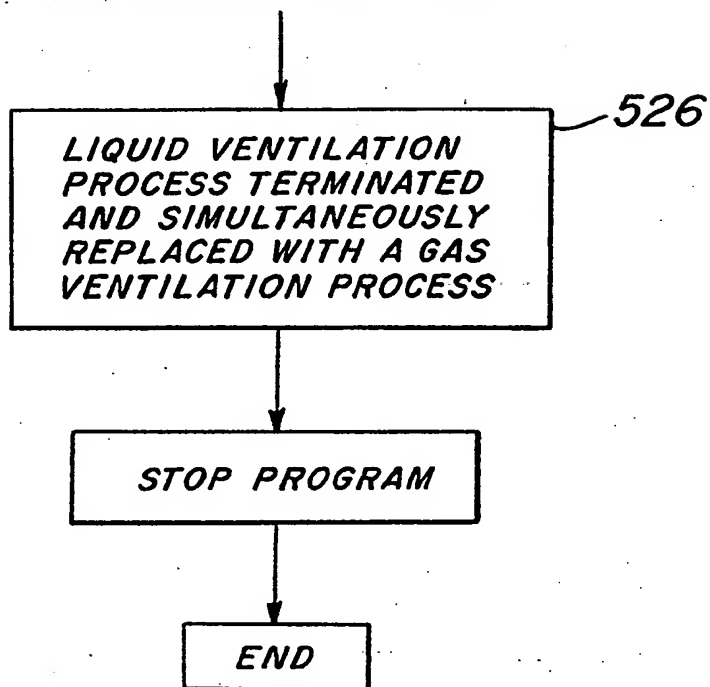 526
LIQUID VENTILATION
PROCESS TERMINATED
AND SIMULTANEOUSLY
REPLACED WITH A GAS
VENTILATION PROCESS
STOP PROGRAM
END